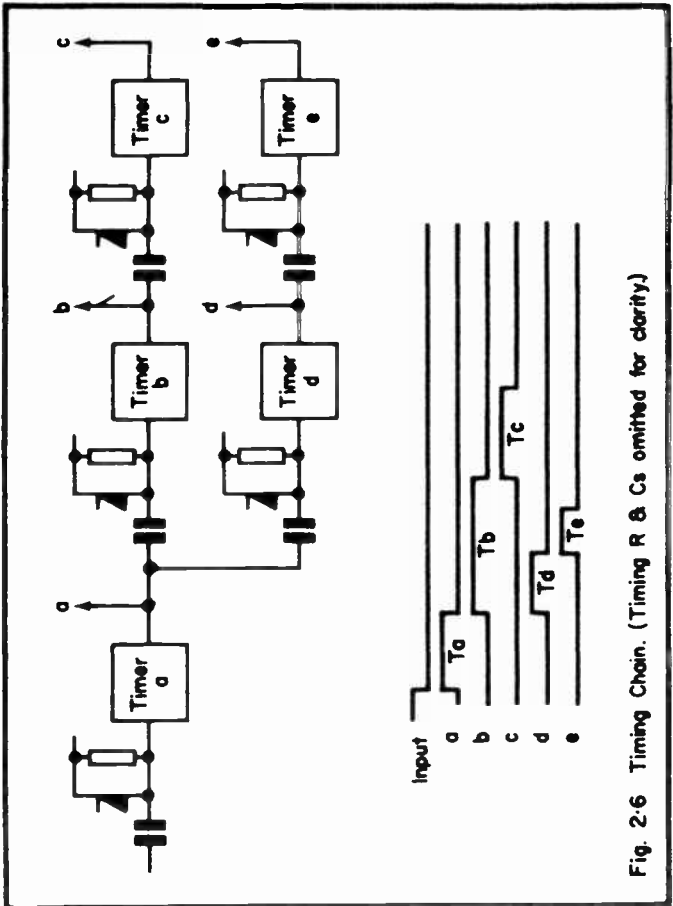 a
b
c
Timer
a
Timer
b
Timer
c
d
e
Timer
d
Timer
e
Input
a Ta
b Tb
c Tc
d Td
e Te
Fig. 2·6 Timing Chain. (Timing R & Cs omitted for clarity.)